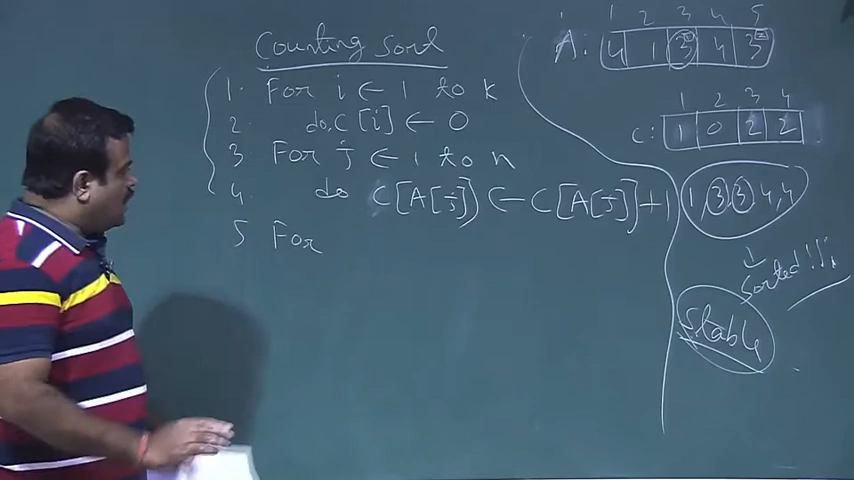 Counting sord
1. For i ← 1 to k
2 do C[i] ← 0
3 For j ← 1 to n
4. do C[A[j]] ← C[A[j]]+1
5 For
1 2 3 4 5
A: 4 1 3 4 3
1 2 3 4
C: 1 0 2 2
1, 3 3 4, 4
↓
Sorted!!!
Stable